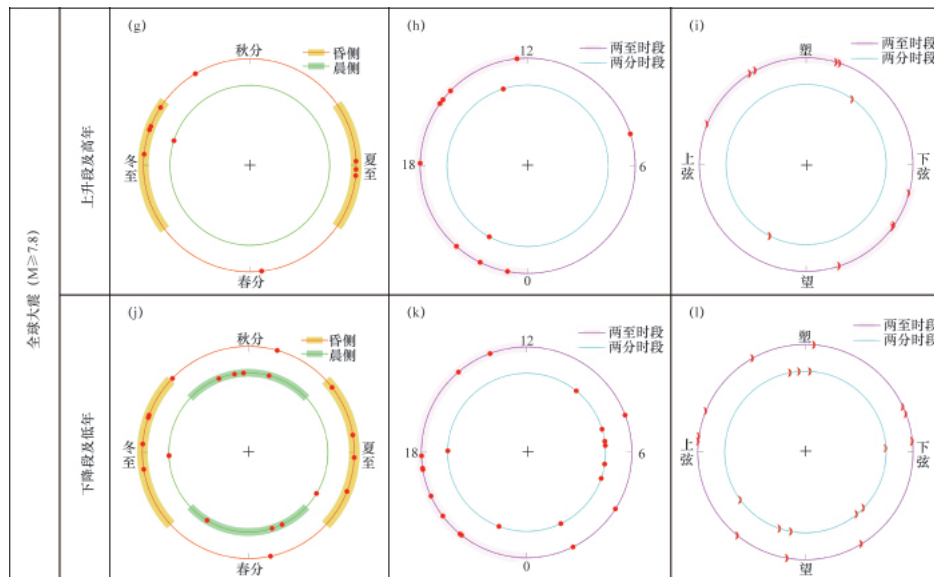 全球大震（M≥7.8）
上升段及高年
(g)
秋分
昏侧
晨侧
冬至
夏至
春分
(h)
12
两至时段
两分时段
18
6
0
(i)
塑
两至时段
两分时段
上弦
下弦
望
下降段及低年
(j)
秋分
昏侧
晨侧
冬至
夏至
春分
(k)
12
两至时段
两分时段
18
6
0
(l)
塑
两至时段
两分时段
上弦
下弦
望